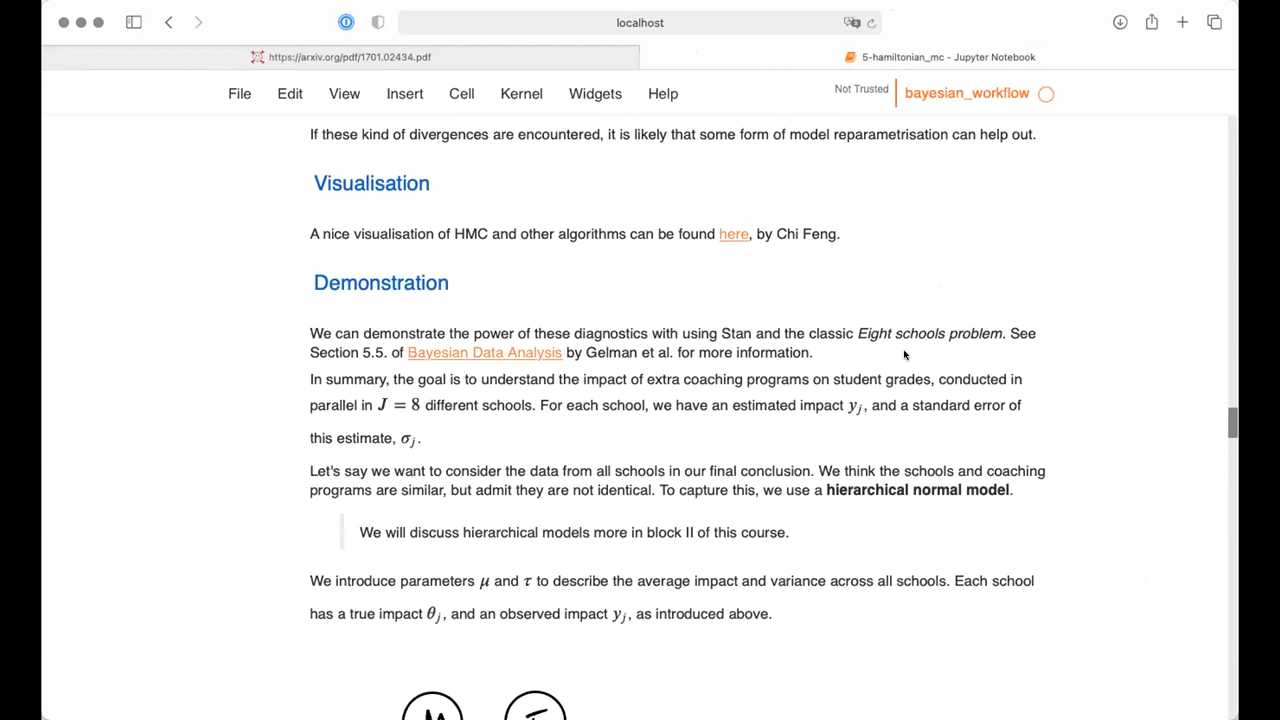 localhost
https://arxiv.org/pdf/1701.02434.pdf
5-hamiltonian_mc - Jupyter Notebook
File Edit View Insert Cell Kernel Widgets Help
Not Trusted
bayesian_workflow
If these kind of divergences are encountered, it is likely that some form of model reparametrisation can help out.
Visualisation
A nice visualisation of HMC and other algorithms can be found here, by Chi Feng.
Demonstration
We can demonstrate the power of these diagnostics with using Stan and the classic Eight schools problem. See
Section 5.5. of Bayesian Data Analysis by Gelman et al. for more information.
In summary, the goal is to understand the impact of extra coaching programs on student grades, conducted in
parallel in J = 8 different schools. For each school, we have an estimated impact yⱼ, and a standard error of
this estimate, σⱼ.
Let's say we want to consider the data from all schools in our final conclusion. We think the schools and coaching
programs are similar, but admit they are not identical. To capture this, we use a hierarchical normal model.
We will discuss hierarchical models more in block II of this course.
We introduce parameters μ and τ to describe the average impact and variance across all schools. Each school
has a true impact θⱼ, and an observed impact yⱼ, as introduced above.